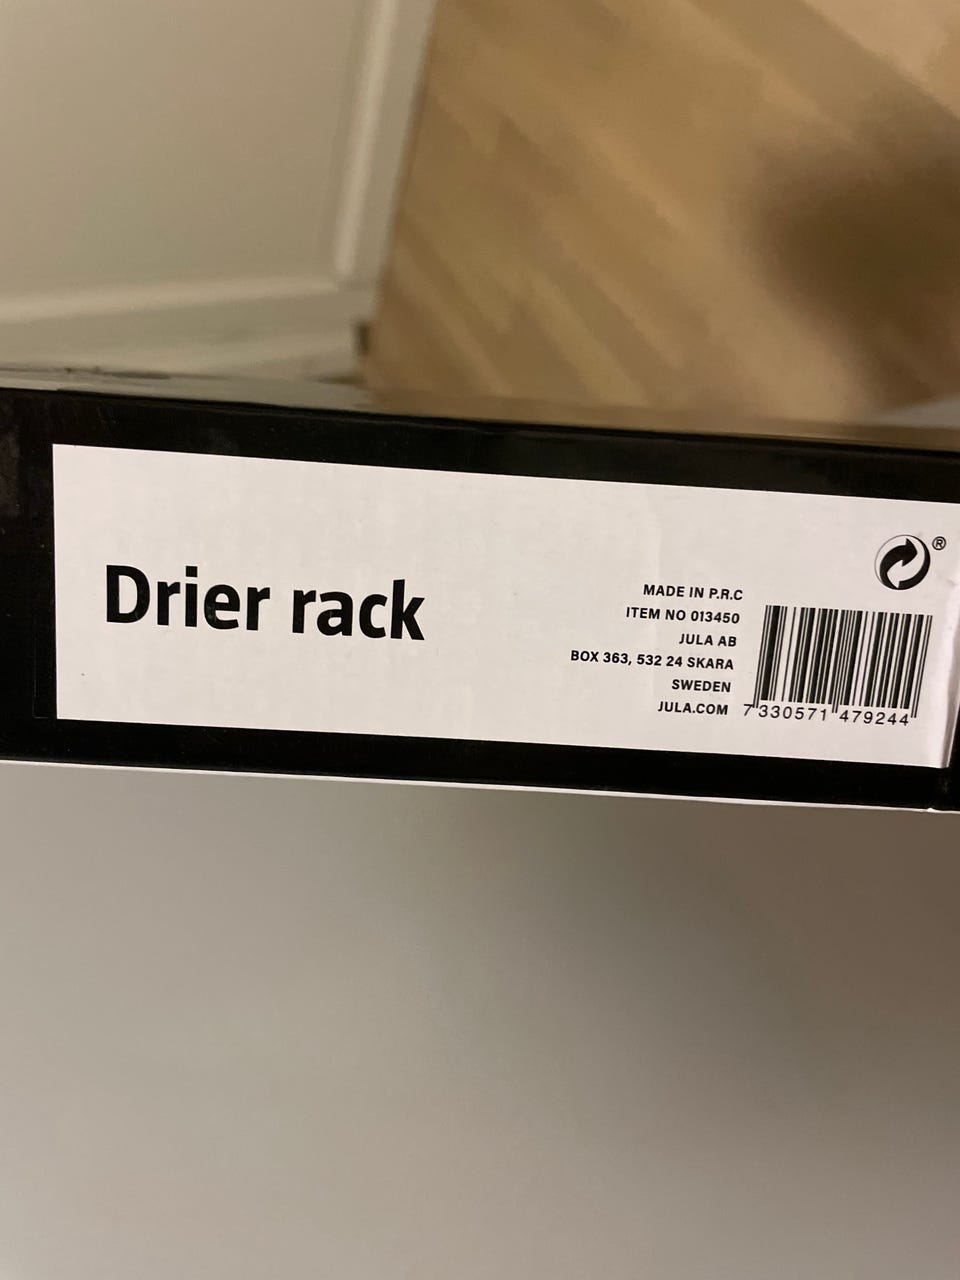 Drier rack
MADE IN P.R.C
ITEM NO 013450
JULA AB
BOX 363, 532 24 SKARA
SWEDEN
JULA.COM
®
7 330571 479244